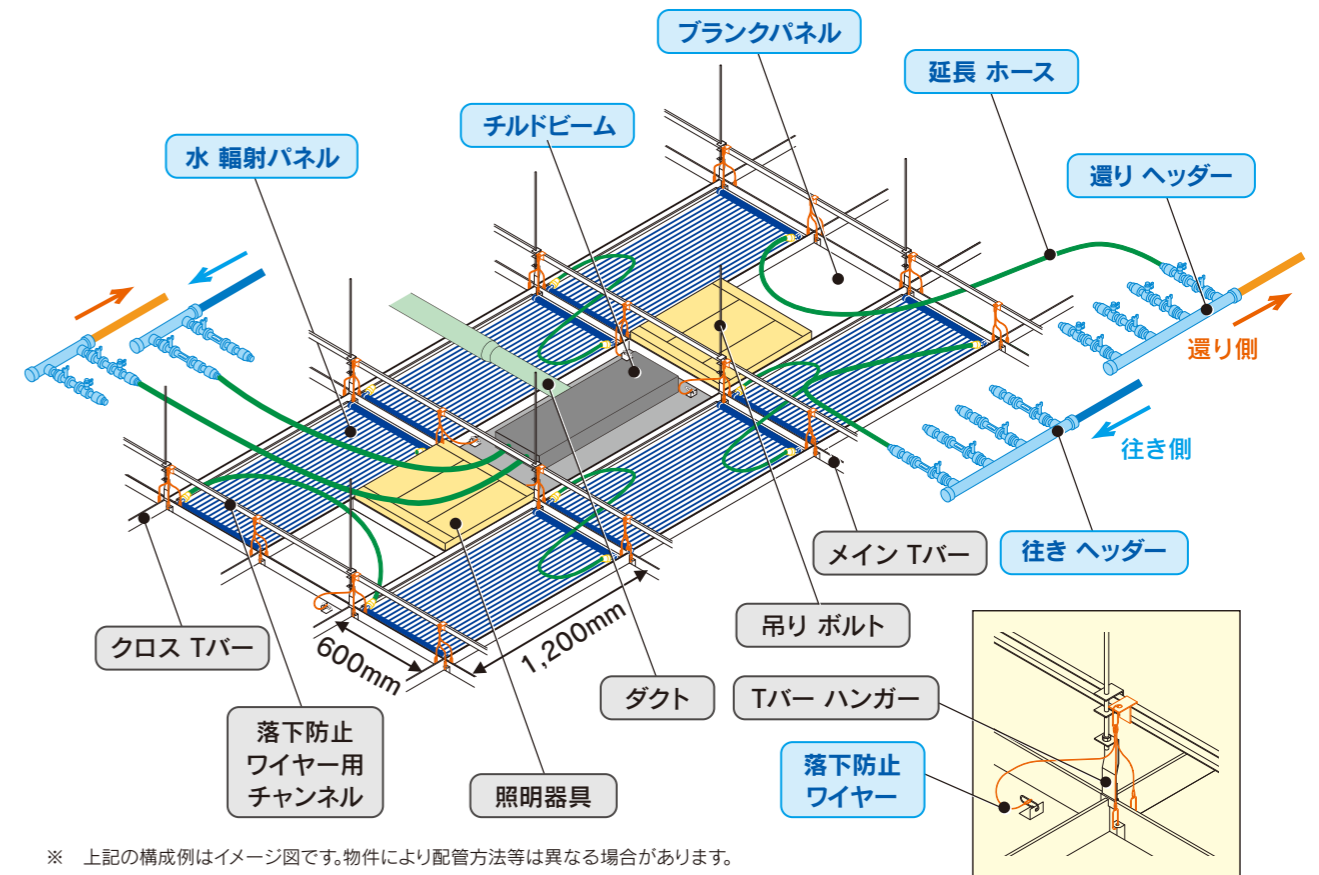 ブランクパネル
延長 ホース
チルドビーム
水 輻射パネル
還り ヘッダー
還り側
往き側
メイン Tバー
往き ヘッダー
吊り ボルト
クロス Tバー
600mm
1,200mm
ダクト
Tバー ハンガー
落下防止
ワイヤー用
チャンネル
照明器具
落下防止
ワイヤー
※ 上記の構成例はイメージ図です。物件により配管方法等は異なる場合があります。